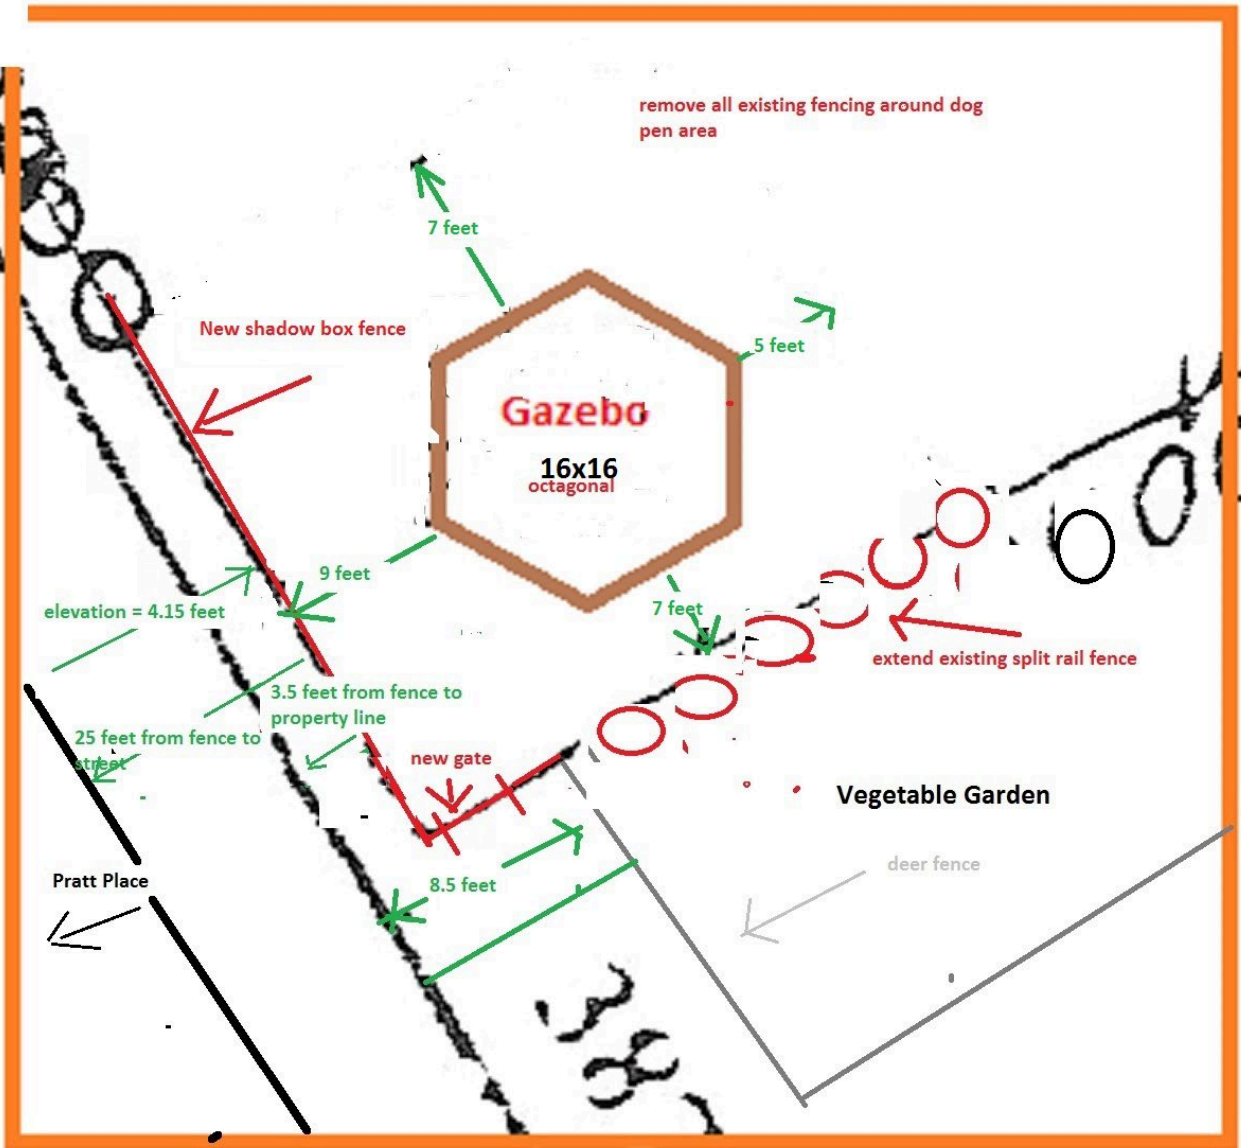 remove all existing fencing around dog
pen area
7 feet
New shadow box fence
5 feet
Gazebo
16x16
octagonal
9 feet
elevation = 4.15 feet
7 feet
extend existing split rail fence
3.5 feet from fence to
property line
25 feet from fence to
street
new gate
Vegetable Garden
deer fence
Pratt Place
8.5 feet